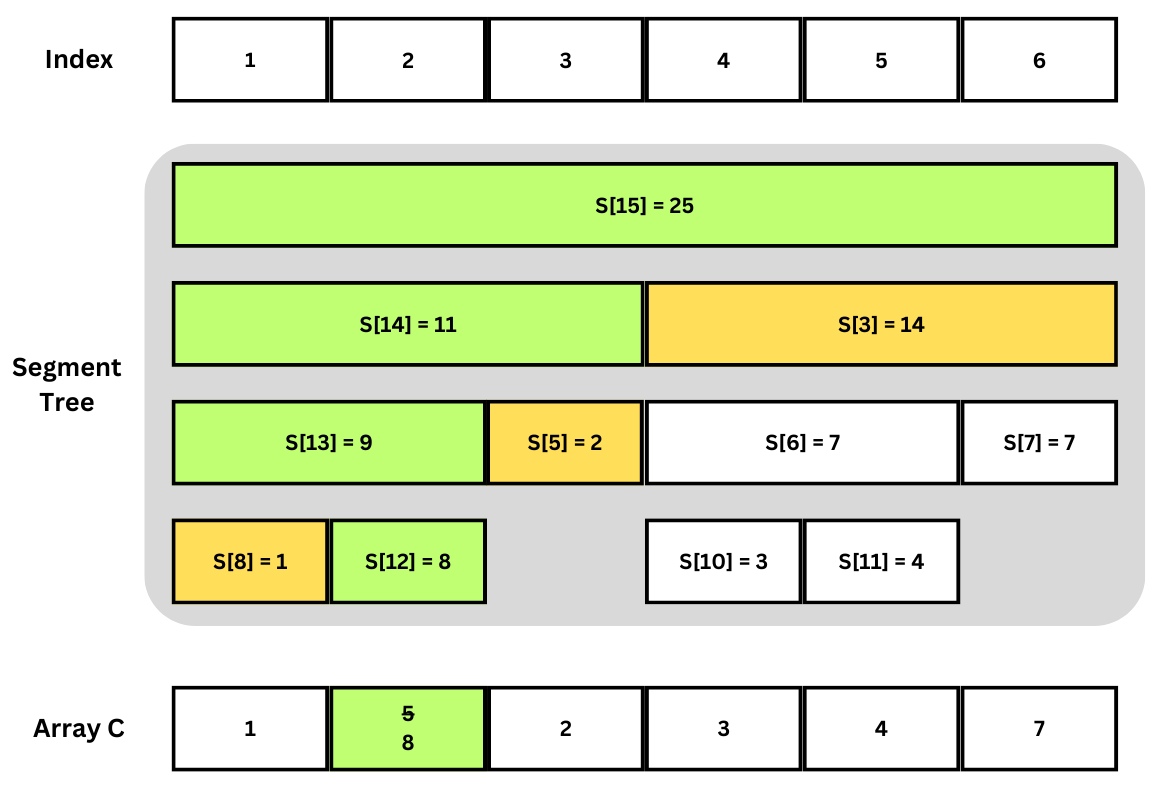 Index
1 2 3 4 5 6
S[15] = 25
S[14] = 11 S[3] = 14
Segment
Tree
S[13] = 9 S[5] = 2 S[6] = 7 S[7] = 7
S[8] = 1 S[12] = 8 S[10] = 3 S[11] = 4
Array C
1 5 2 3 4 7
8